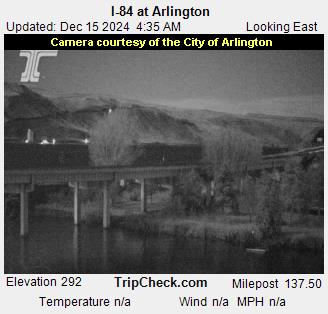 I-84 at Arlington
Updated: Dec 15 2024 4:35 AM Looking East
Camera courtesy of the City of Arlington
Elevation 292 TripCheck.com Milepost 137.50
Temperature n/a Wind n/a MPH n/a